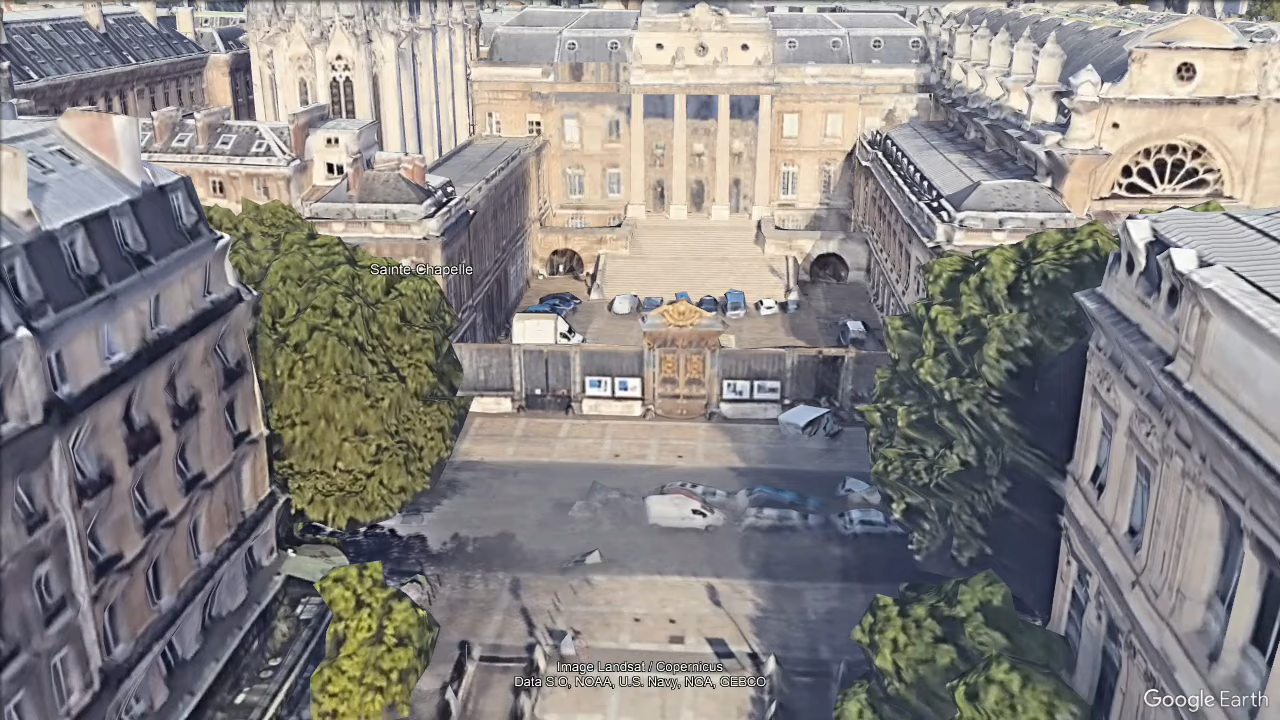 Sainte-Chapelle
Image Landsat / Copernicus
Data SIO, NOAA, U.S. Navy, NGA, GEBCO
Google Earth